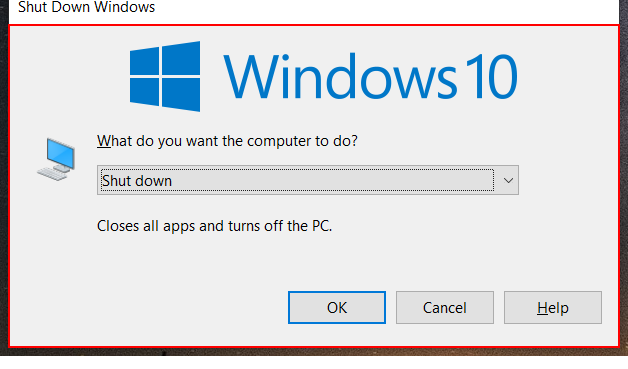 Shut Down Windows
Windows 10
What do you want the computer to do?
Shut down
Closes all apps and turns off the PC.
OK
Cancel
Help